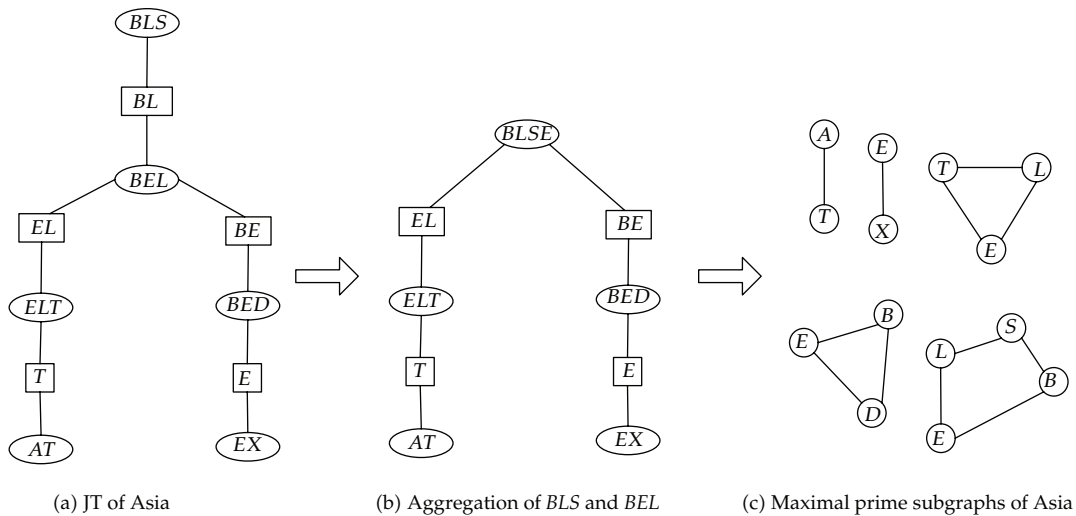 BLS
BL
BEL
EL
BE
ELT
BED
T
E
AT
EX
(a) JT of Asia
BLSE
EL
BE
ELT
BED
T
E
AT
EX
(b) Aggregation of BLS and BEL
A
E
T
L
T
X
E
B
E
D
S
L
B
E
(c) Maximal prime subgraphs of Asia